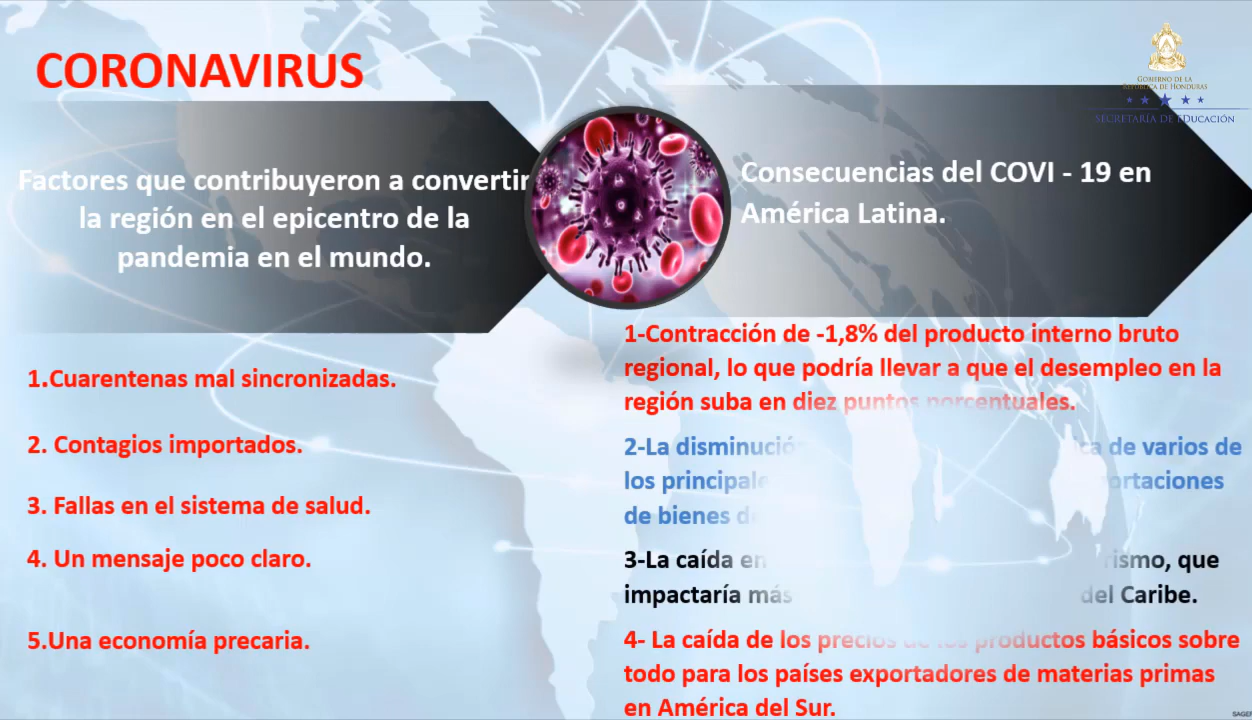 CORONAVIRUS
GOBIERNO DE LA
REPÚBLICA DE HONDURAS
SECRETARÍA DE EDUCACIÓN
Factores que contribuyeron a convertir
la región en el epicentro de la
pandemia en el mundo.
Consecuencias del COVI - 19 en
América Latina.
1.Cuarentenas mal sincronizadas.
2. Contagios importados.
3. Fallas en el sistema de salud.
4. Un mensaje poco claro.
5.Una economía precaria.
1-Contracción de -1,8% del producto interno bruto
regional, lo que podría llevar a que el desempleo en la
región suba en diez puntos porcentuales.
2-La de varios de
los
de bienes
3-La caída que
impactaría más del Caribe.
4- La caída de los precios de los productos básicos sobre
todo para los países exportadores de materias primas
en América del Sur.